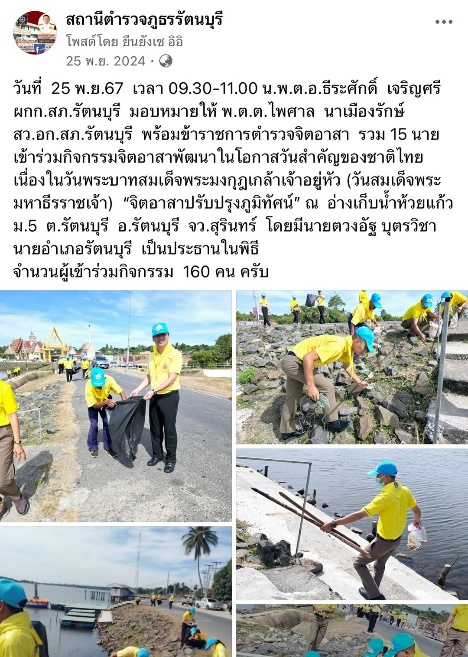 สถานีตำรวจภูธรรัตนบุรี
โพสต์โดย ยืนยังเช อิอิ
25 พ.ย. 2024 ·
วันที่ 25 พ.ย.67 เวลา 09.30-11.00 น.พ.ต.อ.ธีระศักดิ์ เจริญศรี
ผกก.สภ.รัตนบุรี มอบหมายให้ พ.ต.ต.ไพศาล นาเมืองรักษ์
สว.อก.สภ.รัตนบุรี พร้อมข้าราชการตำรวจจิตอาสา รวม 15 นาย
เข้าร่วมกิจกรรมจิตอาสาพัฒนาในโอกาสวันสำคัญของชาติไทย
เนื่องในวันพระบาทสมเด็จพระมงกุฎเกล้าเจ้าอยู่หัว (วันสมเด็จพระ
มหาธีรราชเจ้า) “จิตอาสาปรับปรุงภูมิทัศน์” ณ อ่างเก็บน้ำห้วยแก้ว
ม.5 ต.รัตนบุรี อ.รัตนบุรี จว.สุรินทร์ โดยมีนายตวงอัฐ บุตรวิชา
นายอำเภอรัตนบุรี เป็นประธานในพิธี
จำนวนผู้เข้าร่วมกิจกรรม 160 คน ครับ